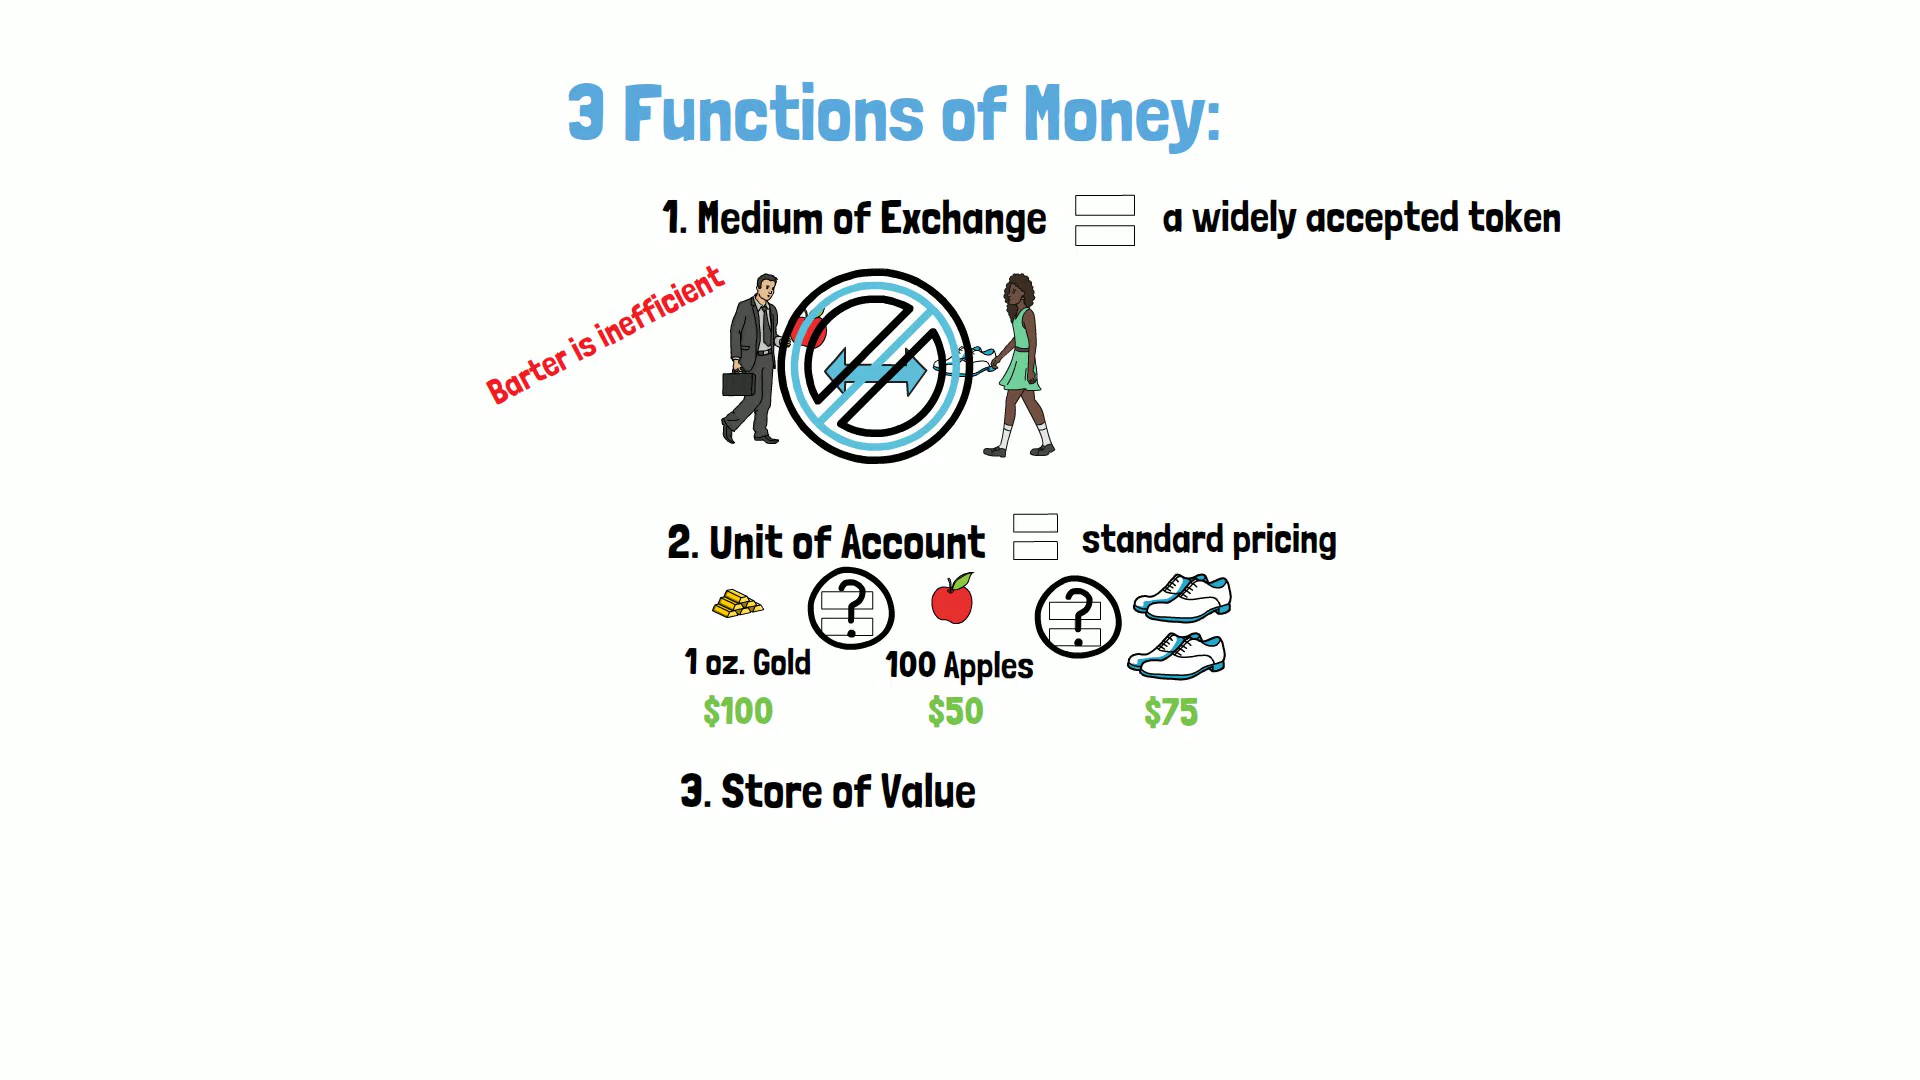 3 Functions of Money:
1. Medium of Exchange = a widely accepted token
Barter is inefficient
2. Unit of Account = standard pricing
? ?
1 oz. Gold 100 Apples
$100 $50 $75
3. Store of Value